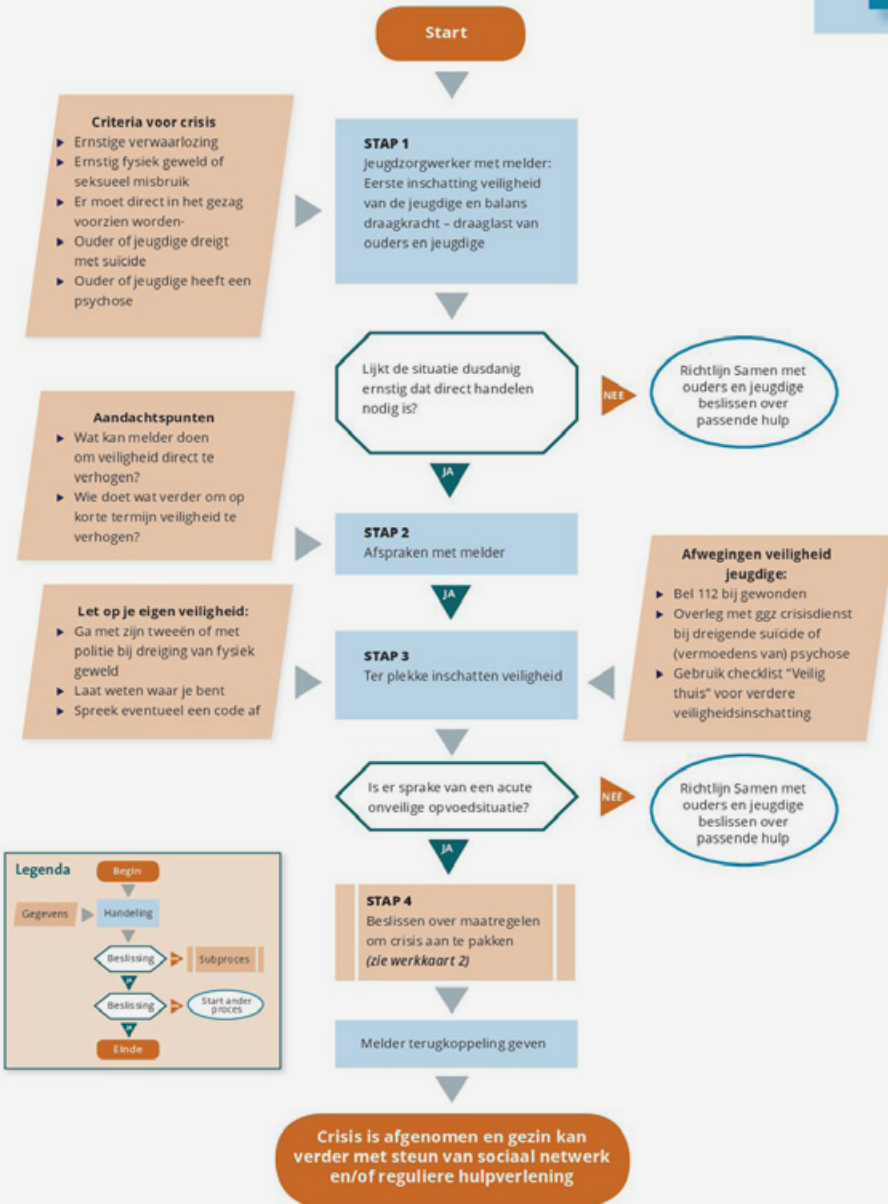 Start
Criteria voor crisis
Ernstige verwaarlozing
Ernstig fysiek geweld of
seksueel misbruik
Er moet direct in het gezag
voorzien worden-
Ouder of jeugdige dreigt
met suïcide
Ouder of jeugdige heeft een
psychose
STAP 1
Jeugdzorgwerker met melder:
Eerste inschatting veiligheid
van de jeugdige en balans
draagkracht – draaglast van
ouders en jeugdige
Lijkt de situatie dusdanig
ernstig dat direct handelen
nodig is?
NEE
Richtlijn Samen met
ouders en jeugdige
beslissen over
passende hulp
JA
Aandachtspunten
Wat kan melder doen
om veiligheid direct te
verhogen?
Wie doet wat verder om op
korte termijn veiligheid te
verhogen?
STAP 2
Afspraken met melder
JA
Let op je eigen veiligheid:
Ga met zijn tweeën of met
politie bij dreiging van fysiek
geweld
Laat weten waar je bent
Spreek eventueel een code af
STAP 3
Ter plekke inschatten veiligheid
Afwegingen veiligheid
jeugdige:
Bel 112 bij gewonden
Overleg met ggz crisisdienst
bij dreigende suïcide of
(vermoedens van) psychose
Gebruik checklist "Veilig
thuis" voor verdere
veiligheidsinschatting
Is er sprake van een acute
onveilige opvoedsituatie?
NEE
Richtlijn Samen met
ouders en jeugdige
beslissen over
passende hulp
JA
STAP 4
Beslissen over maatregelen
om crisis aan te pakken
(zie werkkaart 2)
Melder terugkoppeling geven
Crisis is afgenomen en gezin kan
verder met steun van sociaal netwerk
en/of reguliere hulpverlening
Legenda
Begin
Gegevens
Handeling
Beslissing
Subproces
Beslissing
Start ander
proces
Einde